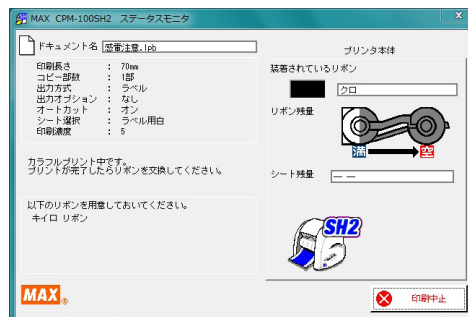 MAX CPM-100SH2 ステータスモニタ
ドキュメント名 感電注意.lpb
印刷長さ : 70mm
コピー部数 : 1部
出力方式 : ラベル
出力オプション : なし
オートカット : オン
シート選択 : ラベル用白
印刷濃度 : 5
カラフルプリント中です。
プリントが完了したらリボンを交換してください。
以下のリボンを用意しておいてください。
キイロ リボン
プリンタ本体
装着されているリボン
クロ
リボン残量
満 空
シート残量 — —
SH2
MAX
印刷中止